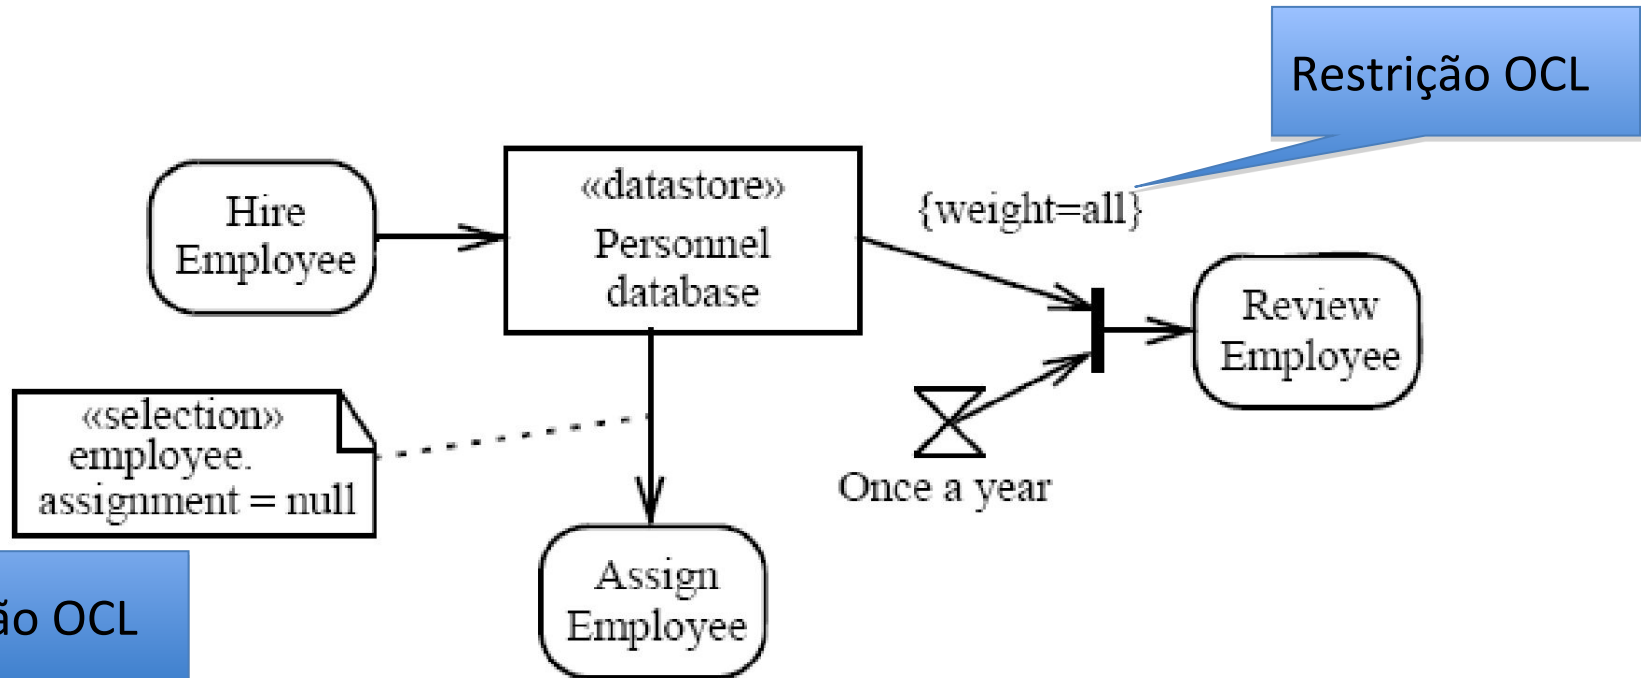 Restrição OCL
«datastore»
Personnel
database
Hire
Employee
{weight=all}
Review
Employee
«selection»
employee.
assignment = null
Once a year
Assign
Employee
ão OCL